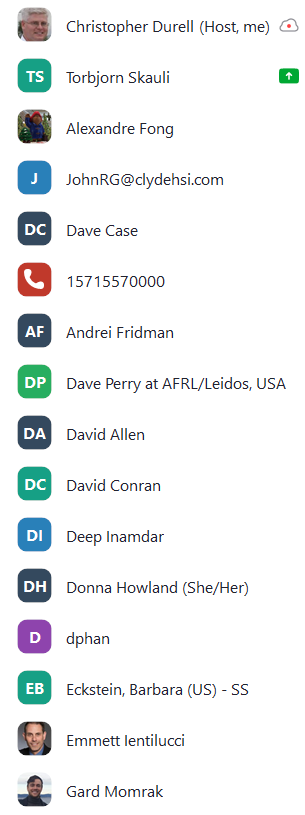 Christopher Durell (Host, me)
TS Torbjorn Skauli
Alexandre Fong
J JohnRG@clydehsi.com
DC Dave Case
15715570000
AF Andrei Fridman
DP Dave Perry at AFRL/Leidos, USA
DA David Allen
DC David Conran
DI Deep Inamdar
DH Donna Howland (She/Her)
D dphan
EB Eckstein, Barbara (US) - SS
Emmett Ientilucci
Gard Momrak